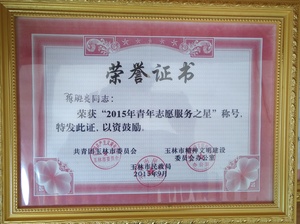 荣誉证书
同志：
荣获“2015年青年志愿服务之星”称号，
特发此证，以资鼓励。
共青团玉林市委员会 玉林市精神文明建设
委员会办公室
玉林市民政局
2015年9月